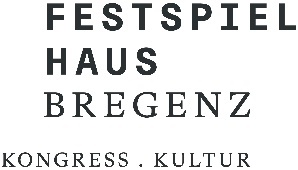 FESTSPIEL
HAUS
BREGENZ
KONGRESS . KULTUR